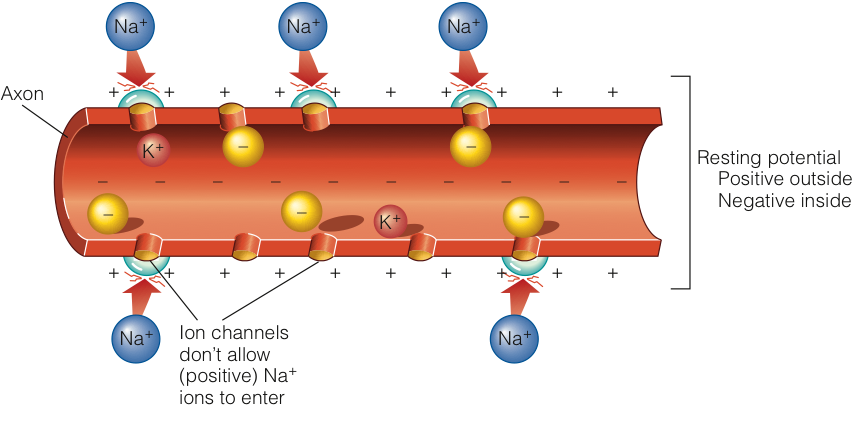 Na+ Na+ Na+
+ + + + + + + + + +
Axon
K+ − −
Resting potential
Positive outside
Negative inside
− − − − − − − − − −
− − K+ −
+ + + + + + + + + +
Na+ Na+
Ion channels
don’t allow
(positive) Na+
ions to enter